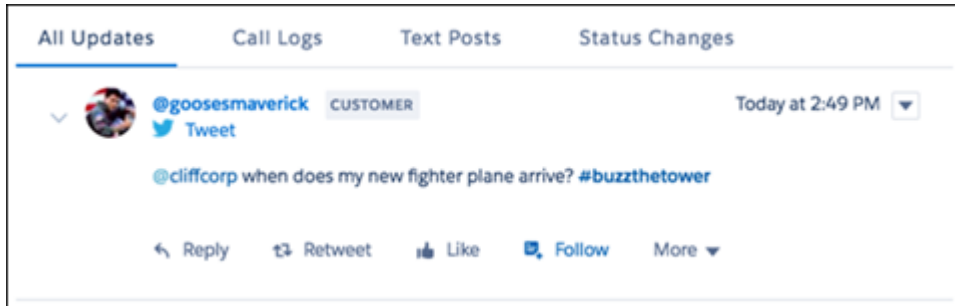 All Updates Call Logs Text Posts Status Changes
@goosesmaverick CUSTOMER Today at 2:49 PM
Tweet
@cliffcorp when does my new fighter plane arrive? #buzzthetower
Reply Retweet Like Follow More